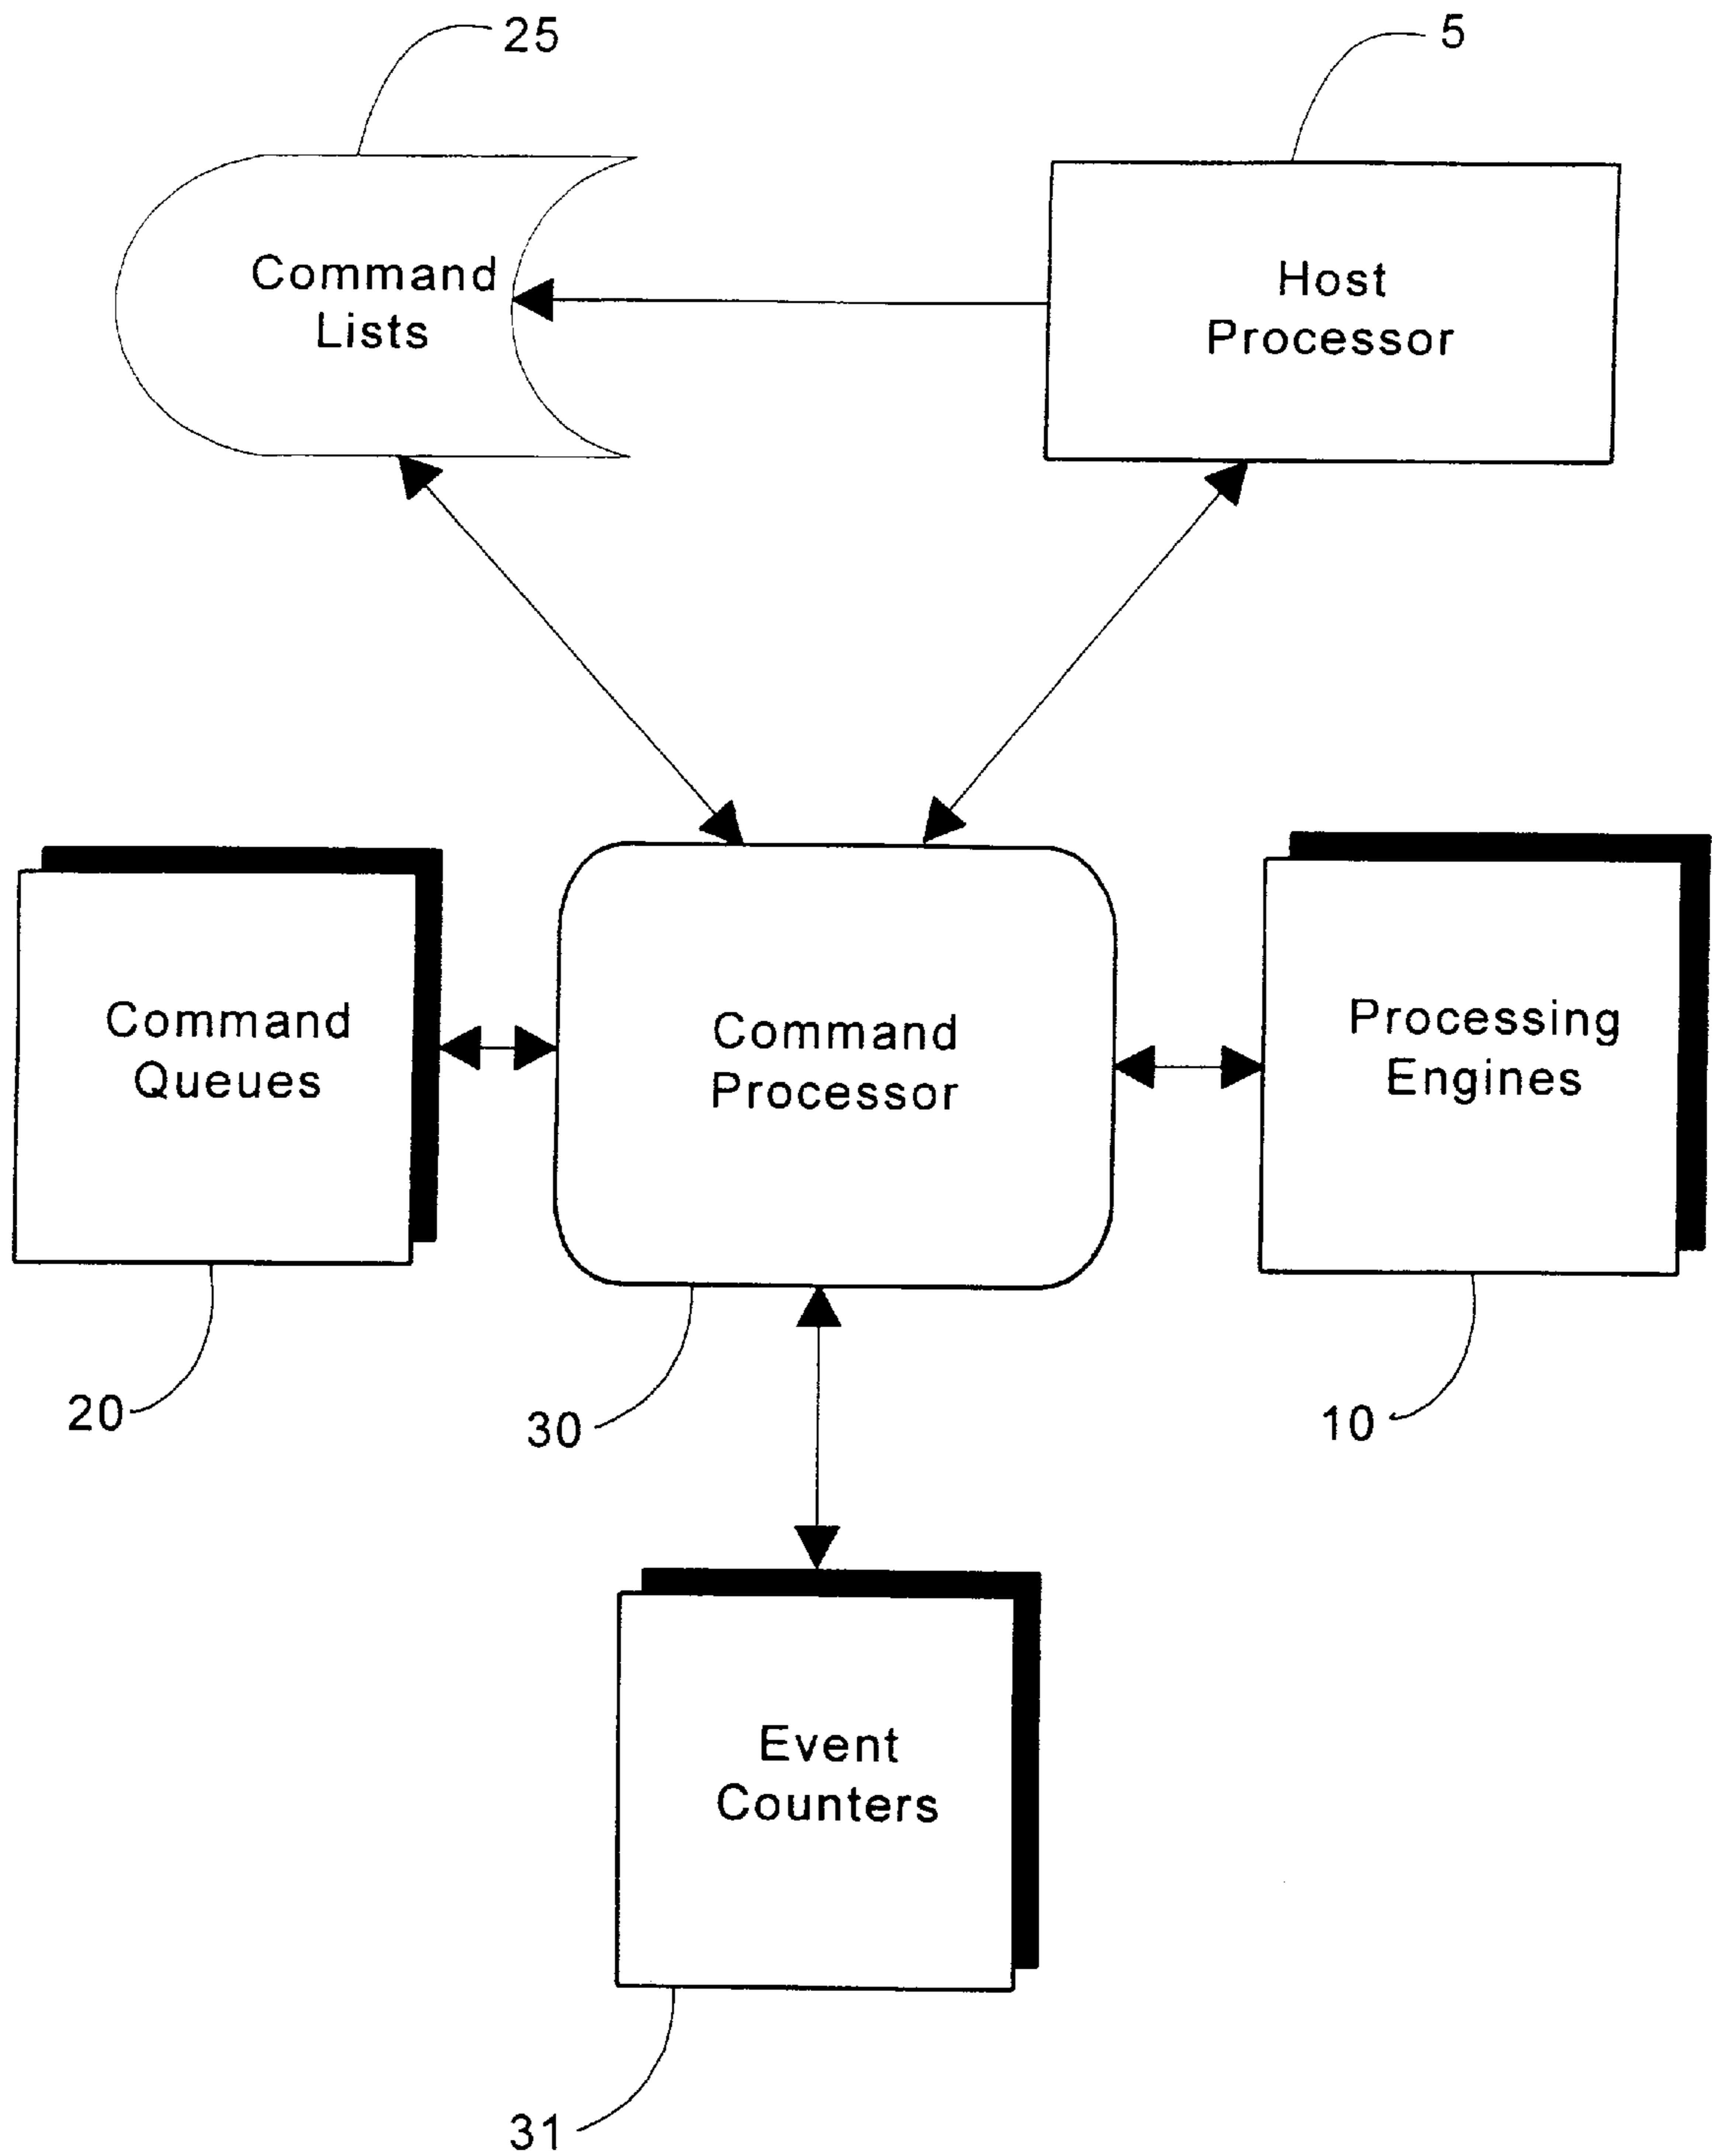 25
5
Command
Lists
Host
Processor
Command
Queues
Command
Processor
Processing
Engines
20
30
10
Event
Counters
31